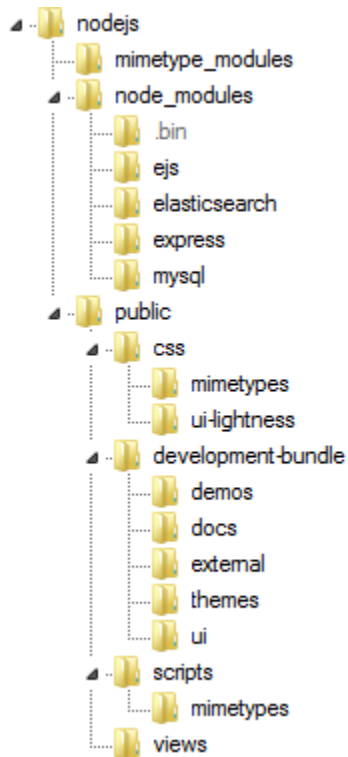 nodejs
mimetype_modules
node_modules
.bin
ejs
elasticsearch
express
mysql
public
css
mimetypes
ui-lightness
development-bundle
demos
docs
external
themes
ui
scripts
mimetypes
views